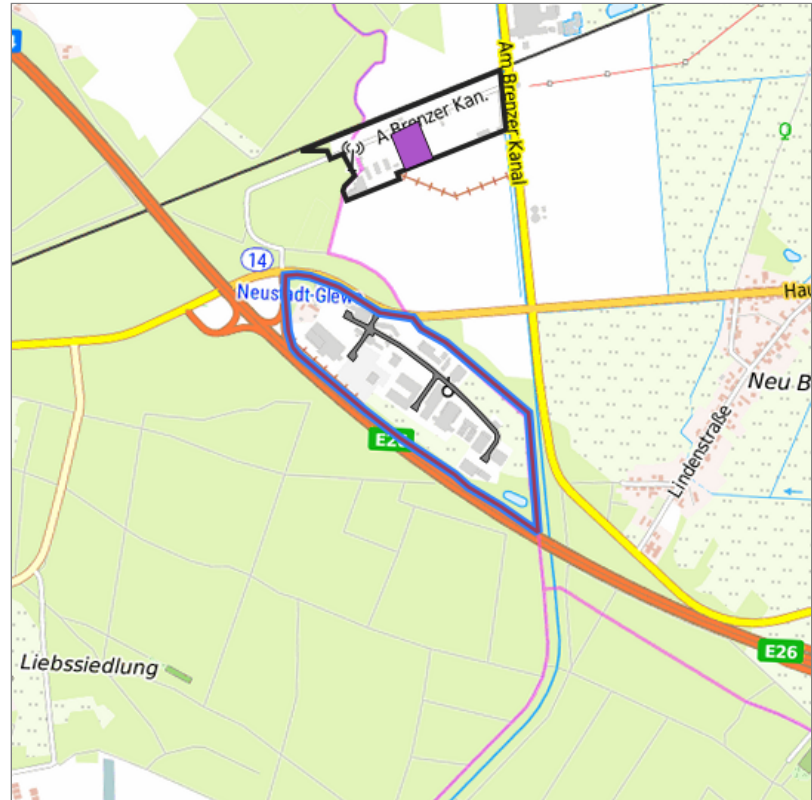 Am Brenzer Kanal
A.Brenzer Kan.
14
Neustadt-Glew
Hau
Neu B
Lindenstraße
E26
E26
Liebssiedlung